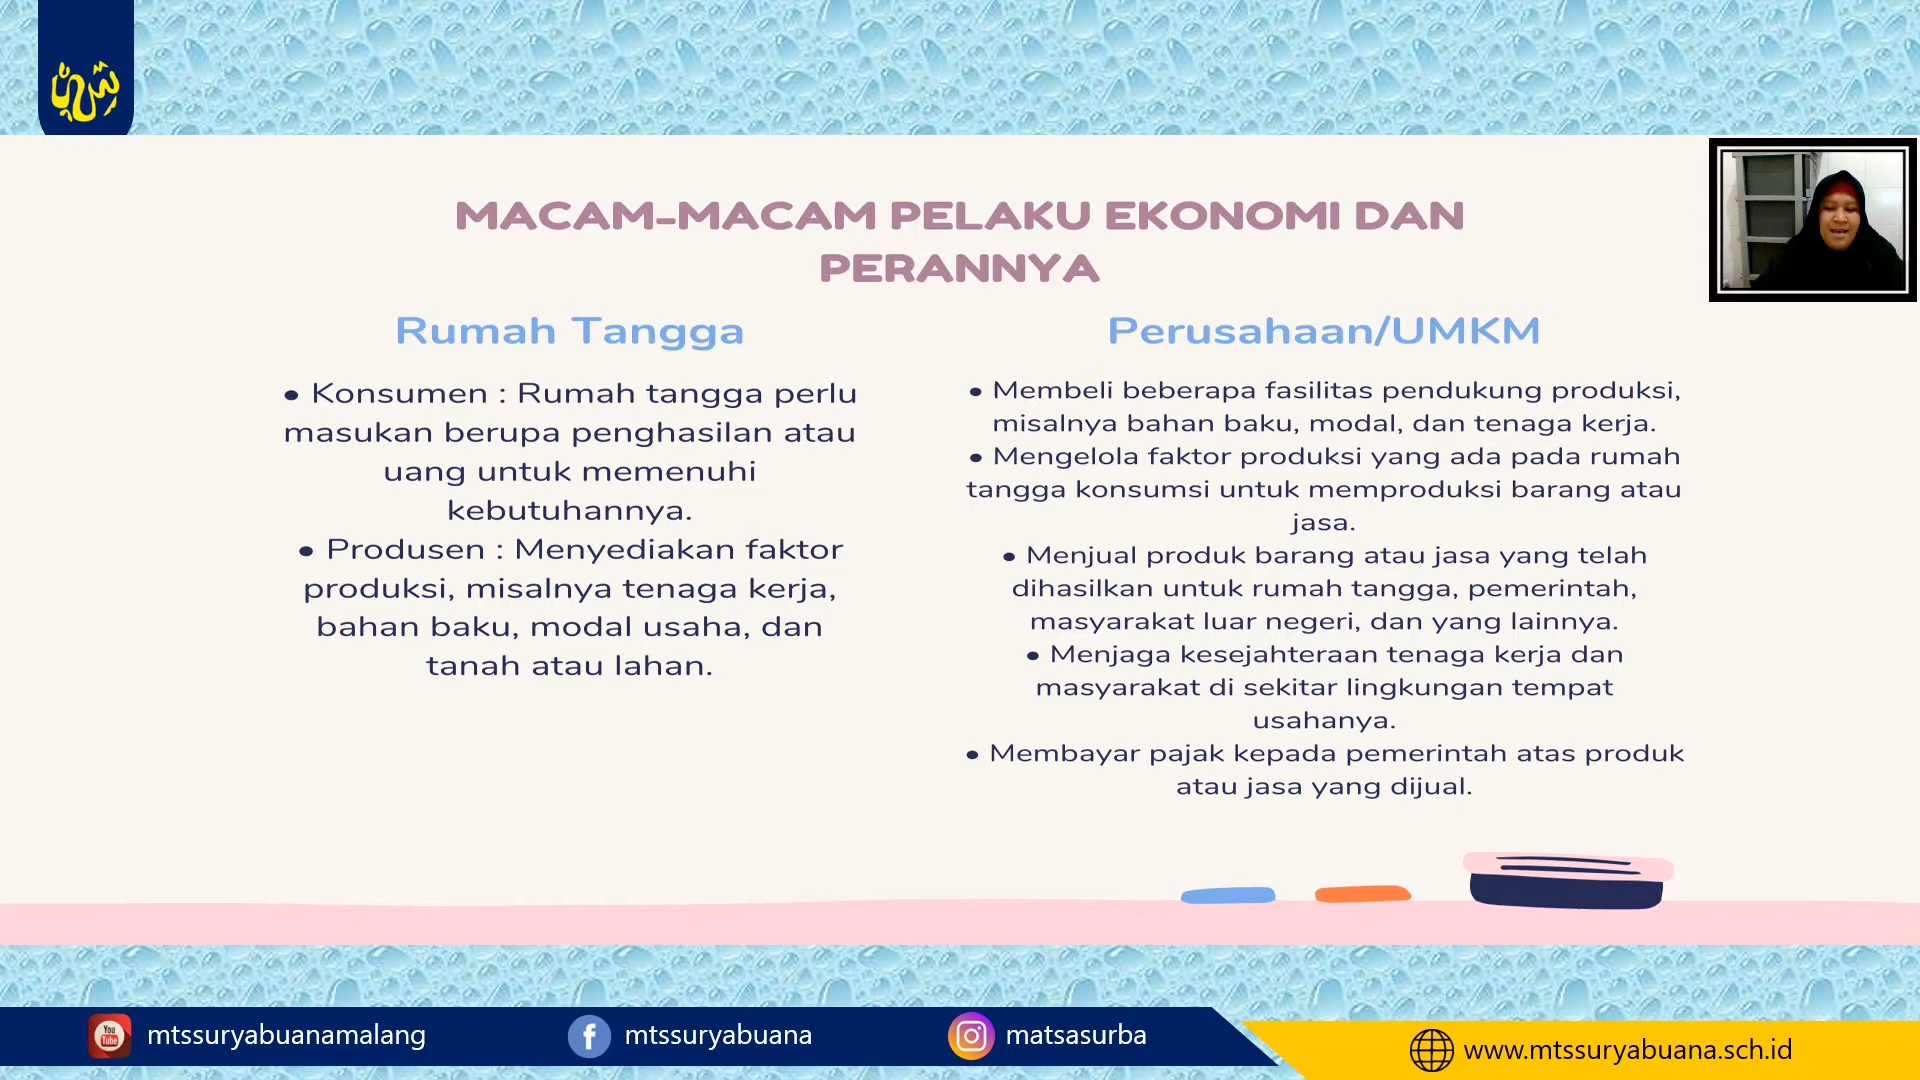 MACAM-MACAM PELAKU EKONOMI DAN
PERANNYA
Rumah Tangga
• Konsumen : Rumah tangga perlu
masukan berupa penghasilan atau
uang untuk memenuhi
kebutuhannya.
• Produsen : Menyediakan faktor
produksi, misalnya tenaga kerja,
bahan baku, modal usaha, dan
tanah atau lahan.
Perusahaan/UMKM
• Membeli beberapa fasilitas pendukung produksi,
misalnya bahan baku, modal, dan tenaga kerja.
• Mengelola faktor produksi yang ada pada rumah
tangga konsumsi untuk memproduksi barang atau
jasa.
• Menjual produk barang atau jasa yang telah
dihasilkan untuk rumah tangga, pemerintah,
masyarakat luar negeri, dan yang lainnya.
• Menjaga kesejahteraan tenaga kerja dan
masyarakat di sekitar lingkungan tempat
usahanya.
• Membayar pajak kepada pemerintah atas produk
atau jasa yang dijual.
You
Tube
mtssuryabuanamalang
mtssuryabuana
matsasurba
www.mtssuryabuana.sch.id